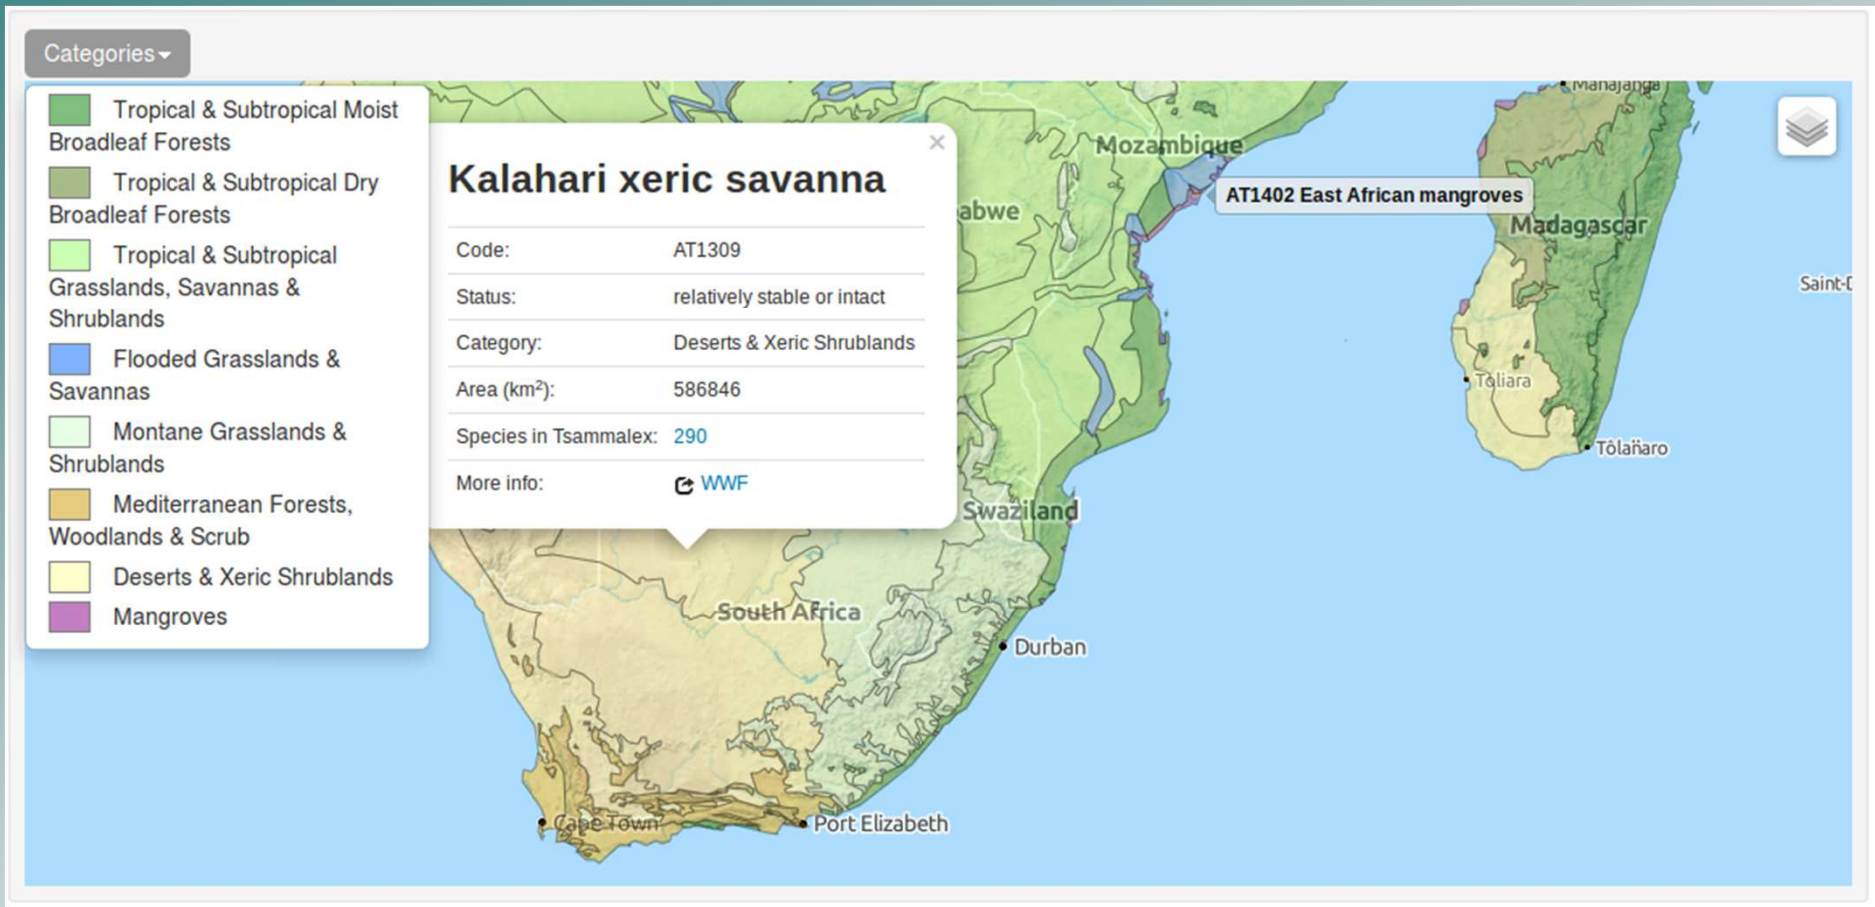 Categories
Tropical & Subtropical Moist
Broadleaf Forests
Tropical & Subtropical Dry
Broadleaf Forests
Tropical & Subtropical
Grasslands, Savannas &
Shrublands
Flooded Grasslands &
Savannas
Montane Grasslands &
Shrublands
Mediterranean Forests,
Woodlands & Scrub
Deserts & Xeric Shrublands
Mangroves
×
Kalahari xeric savanna
Code: AT1309
Status: relatively stable or intact
Category: Deserts & Xeric Shrublands
Area (km²): 586846
Species in Tsammalex: 290
More info: WWF
Mahajanga
Mozambique
abwe
AT1402 East African mangroves
Madagascar
Saint-D
Toliara
Tôlañaro
Swaziland
South Africa
Durban
Cape Town
Port Elizabeth